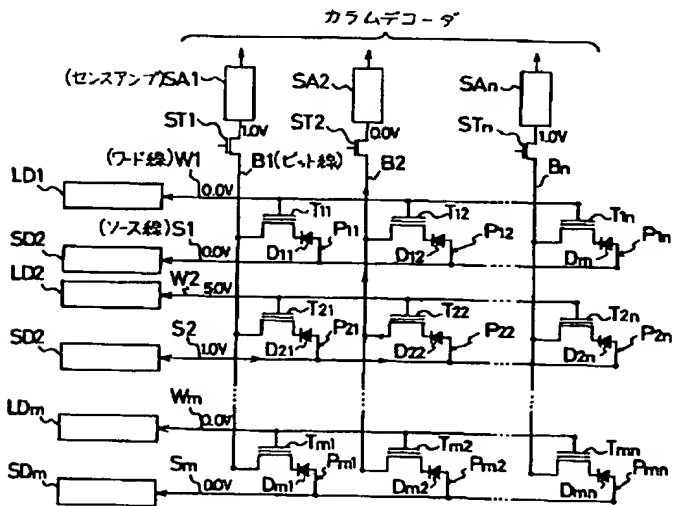 カラムデコーダ
(センスアンプ)SA1 SA2 SAn
ST1 1.0V ST2 0.0V STn 1.0V
(ワード線)W1 B1(ビット線) B2 Bn
LD1 0.0V
T11 T12 T1n
(ソース線)S1 P11 P12 P1n
SD2 0.0V D11 D12 Dm
LD2 W2 5.0V
T21 T22 T2n
S2 P21 P22 P2n
SD2 1.0V D21 D22 D2n
Wm
LDm 0.0V
Tm1 Tm2 Tmn
Sm Pm1 Pm2 Pmn
SDm 0.0V Dm1 Dm2 Dmn